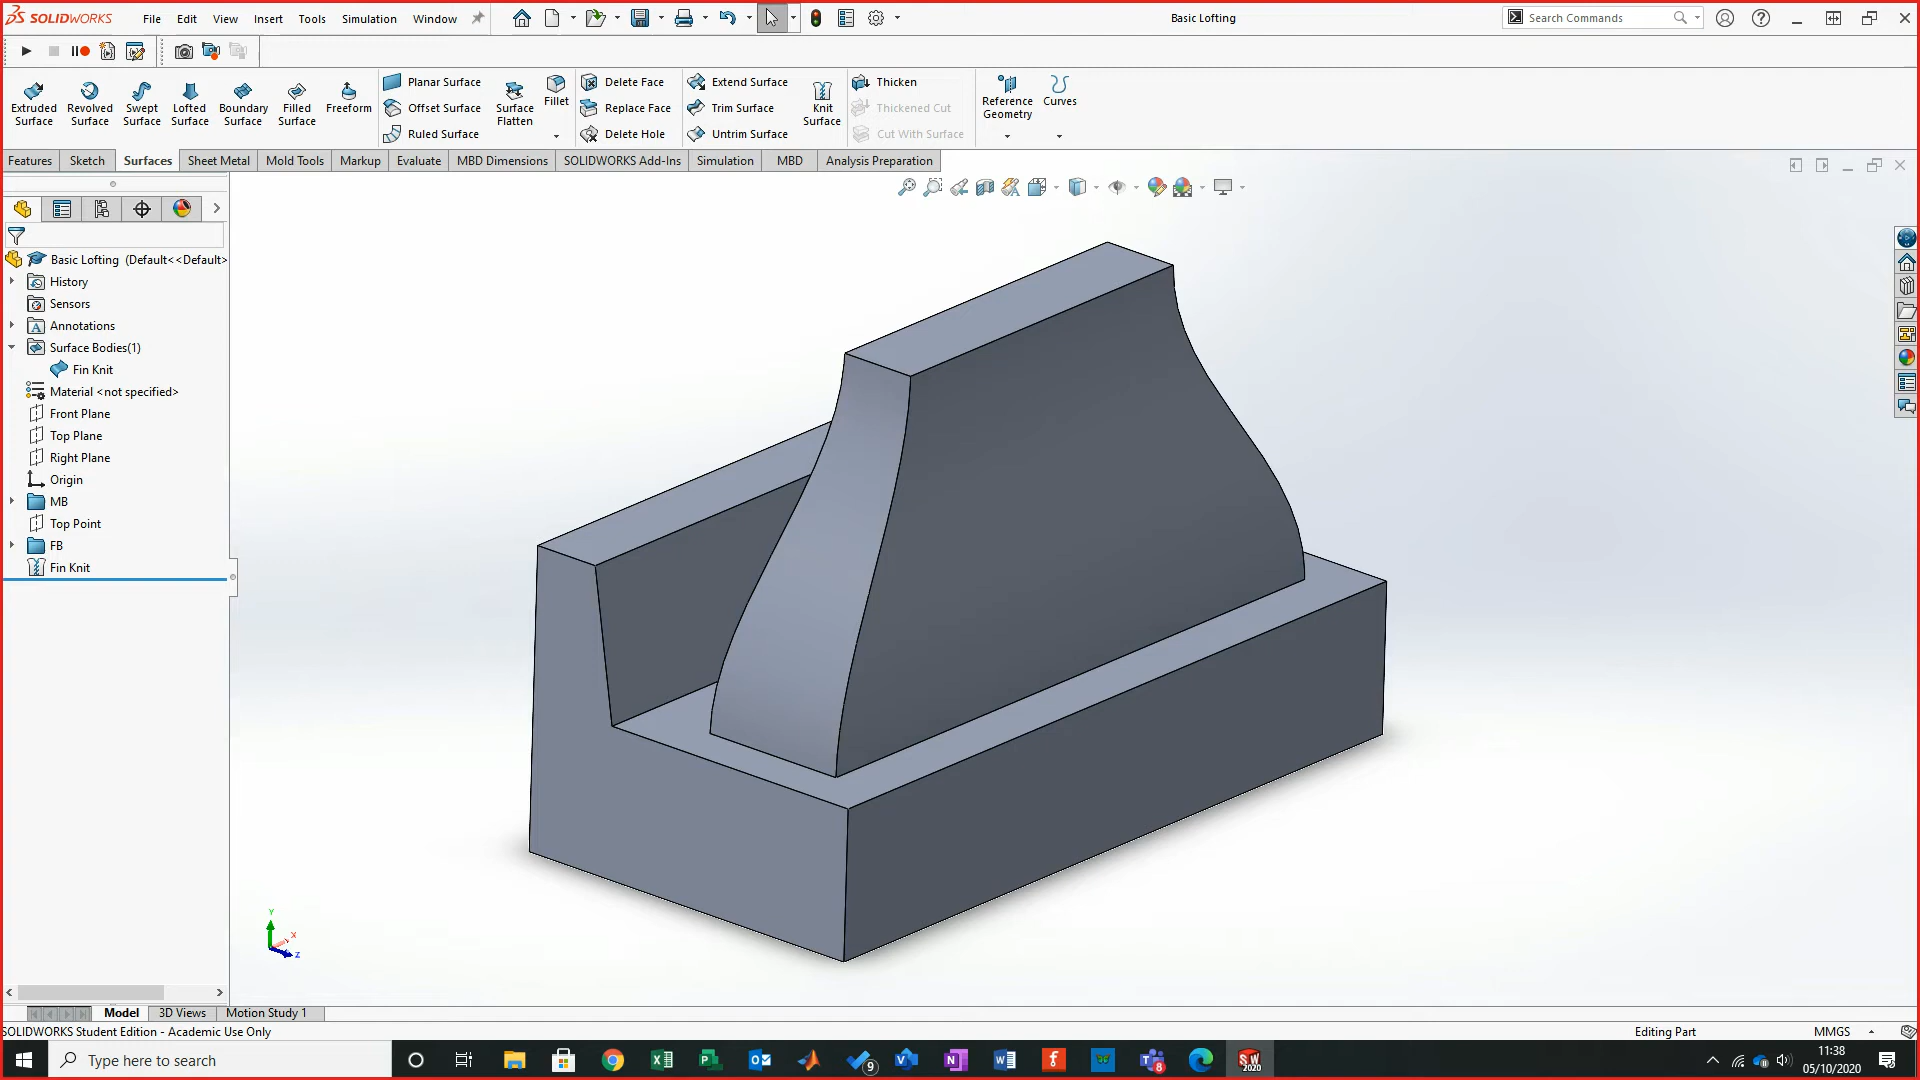 SOLIDWORKS File Edit View Insert Tools Simulation Window Basic Lofting Search Commands
Extruded Surface
Revolved Surface
Swept Surface
Lofted Surface
Boundary Surface
Filled Surface
Freeform
Planar Surface
Offset Surface
Ruled Surface
Surface Flatten
Fillet
Delete Face
Replace Face
Delete Hole
Extend Surface
Trim Surface
Untrim Surface
Knit Surface
Thicken
Thickened Cut
Cut With Surface
Reference Geometry
Curves
Features Sketch Surfaces Sheet Metal Mold Tools Markup Evaluate MBD Dimensions SOLIDWORKS Add-Ins Simulation MBD Analysis Preparation
Basic Lofting (Default<<Default>
History
Sensors
Annotations
Surface Bodies(1)
Fin Knit
Material <not specified>
Front Plane
Top Plane
Right Plane
Origin
MB
Top Point
FB
Fin Knit
Y
X
Z
Model 3D Views Motion Study 1
SOLIDWORKS Student Edition - Academic Use Only Editing Part MMGS
Type here to search
9
8
SW
2020
11:38
05/10/2020